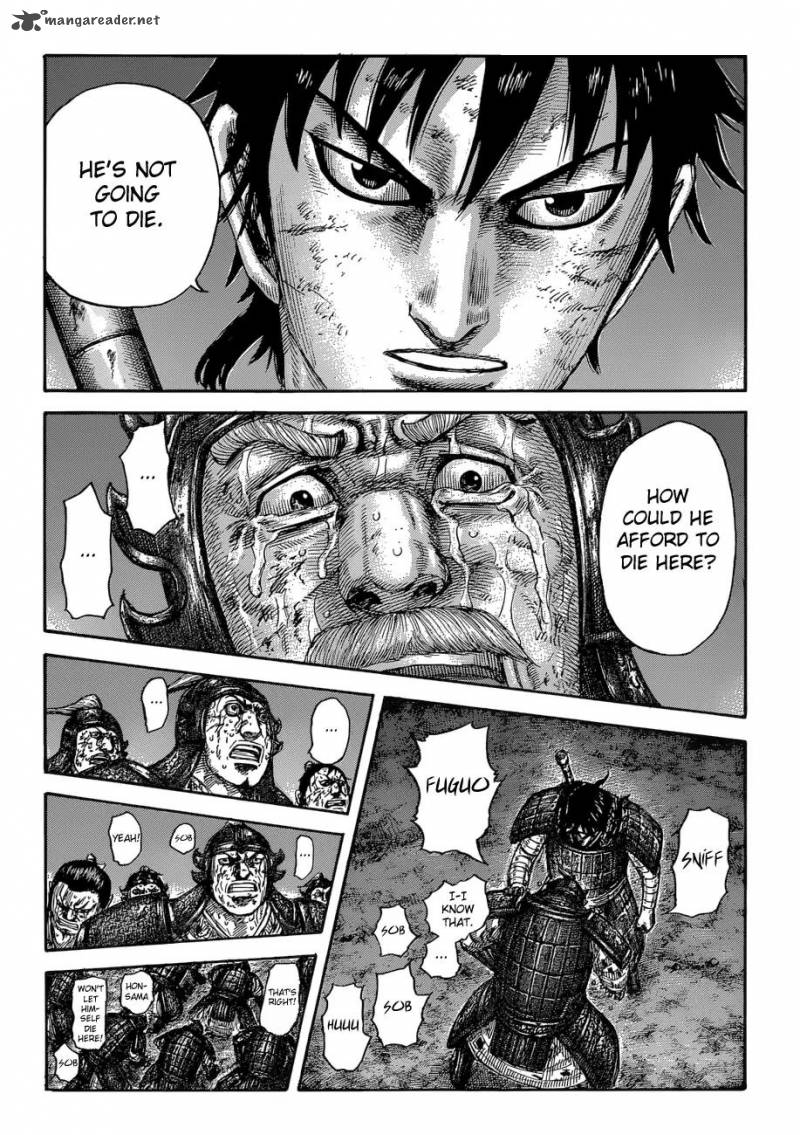 mangareader.net
HE'S NOT
GOING
TO DIE.
HOW
COULD HE
AFFORD TO
DIE HERE?
...
...
...
...
YEAH!
SOB
...
THAT'S
RIGHT!
HON-
SAMA
WON'T
LET
HIM-
SELF
DIE
HERE!
SOB
FUGUO
SNIFF
I-I
KNOW
THAT.
...
SOB
SOB
HUUU